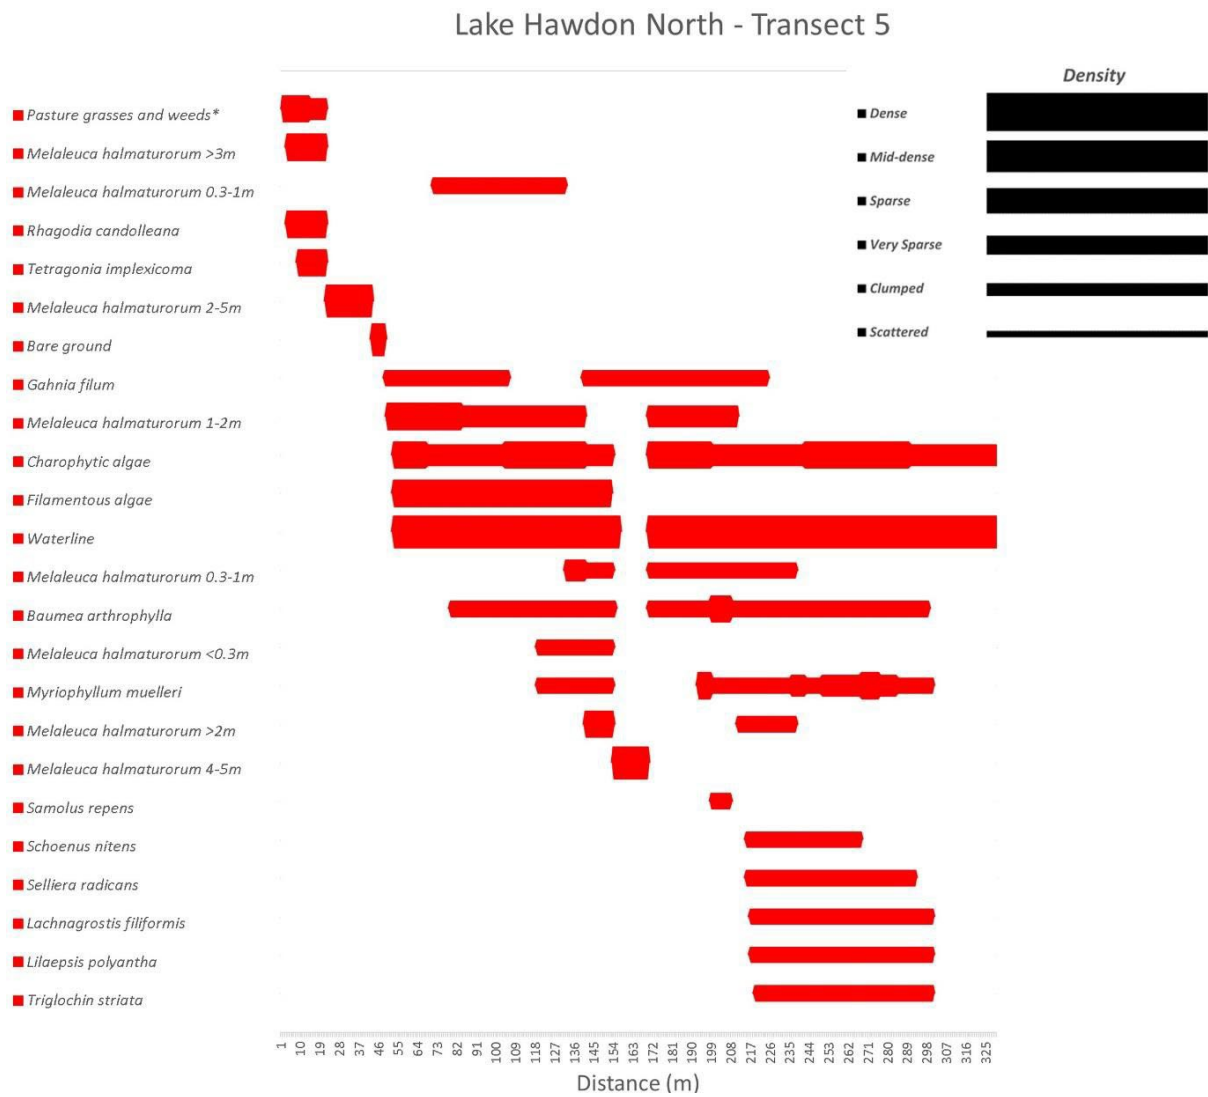 Lake Hawdon North - Transect 5
Density
Pasture grasses and weeds*
Melaleuca halmaturorum >3m
Melaleuca halmaturorum 0.3-1m
Rhagodia candolleana
Tetragonia implexicoma
Melaleuca halmaturorum 2-5m
Bare ground
Gahnia filum
Melaleuca halmaturorum 1-2m
Charophytic algae
Filamentous algae
Waterline
Melaleuca halmaturorum 0.3-1m
Baumea arthrophylla
Melaleuca halmaturorum <0.3m
Myriophyllum muelleri
Melaleuca halmaturorum >2m
Melaleuca halmaturorum 4-5m
Samolus repens
Schoenus nitens
Selliera radicans
Lachnagrostis filiformis
Lilaepsis polyantha
Triglochin striata
Dense
Mid-dense
Sparse
Very Sparse
Clumped
Scattered
1 10 19 28 37 46 55 64 73 82 91 100 109 118 127 136 145 154 163 172 181 190 199 208 217 226 235 244 253 262 271 280 289 298 307 316 325
Distance (m)